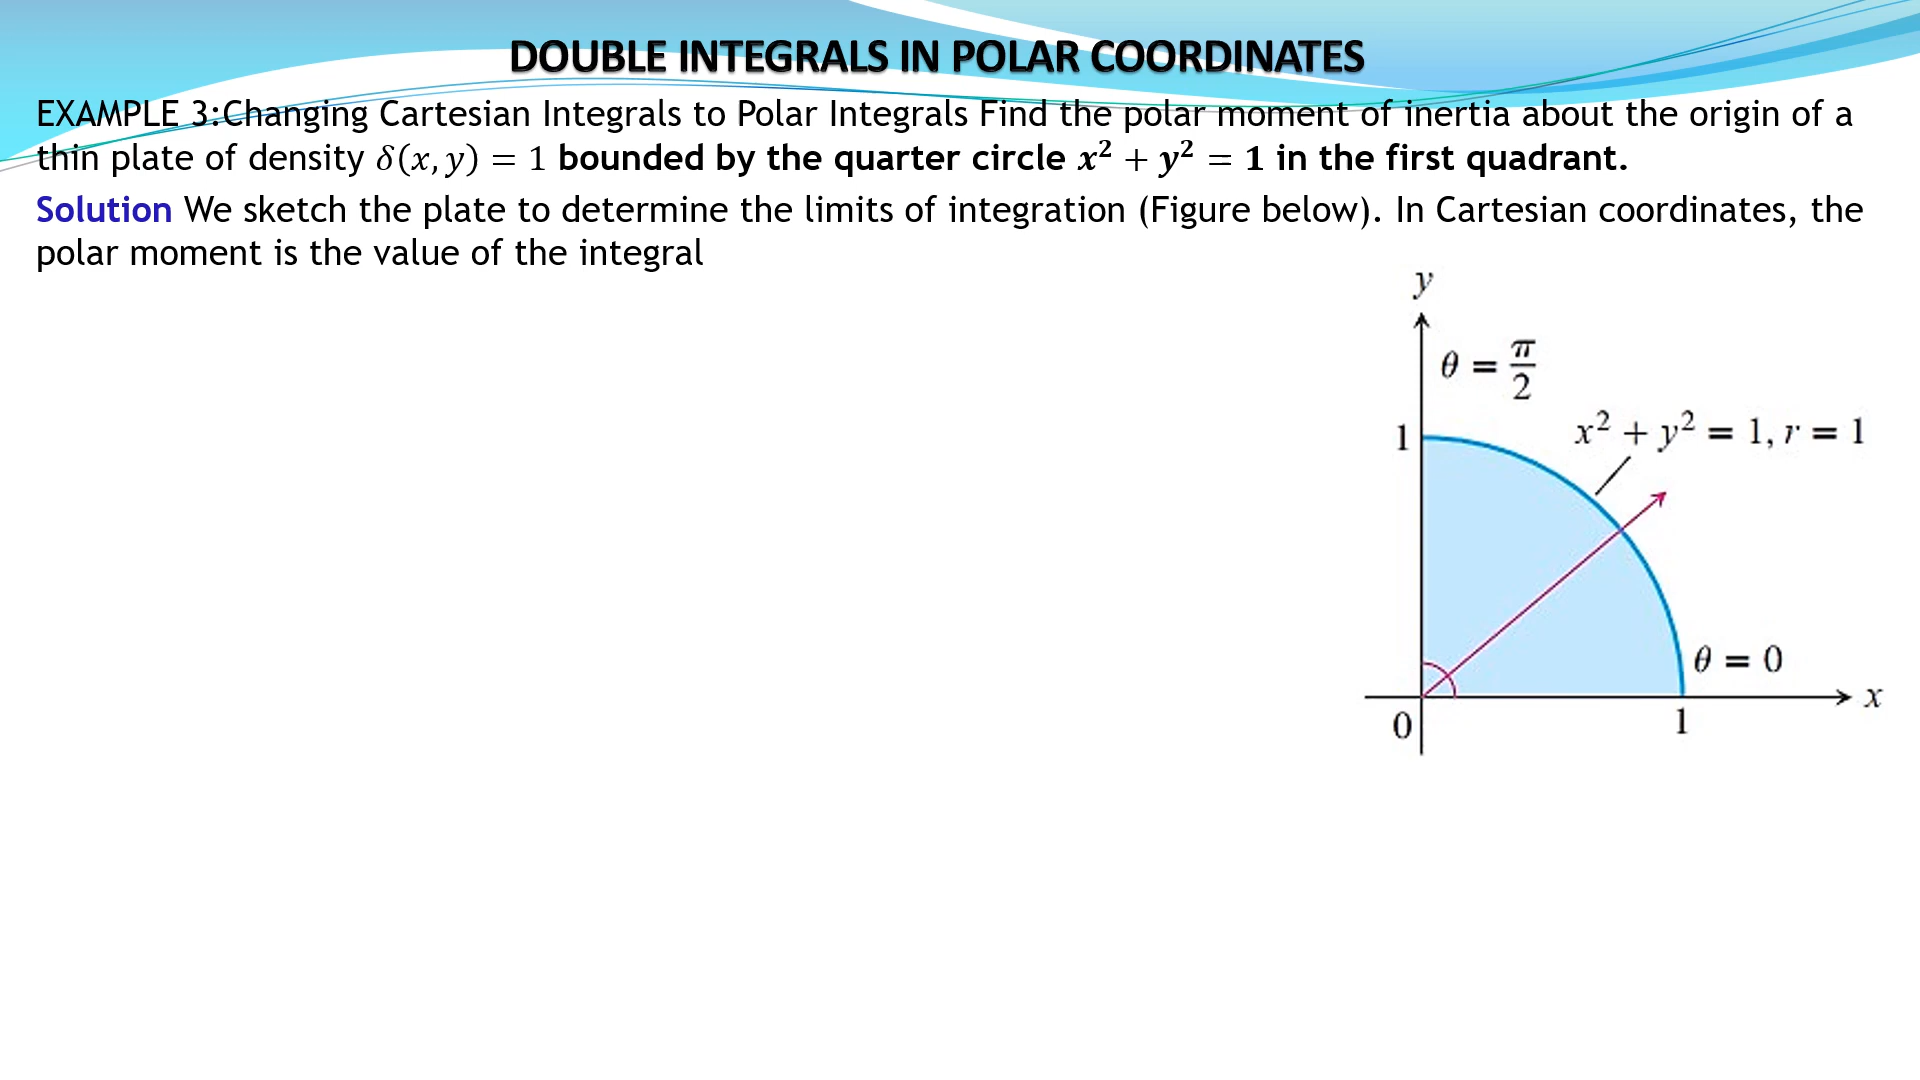 DOUBLE INTEGRALS IN POLAR COORDINATES
EXAMPLE 3:Changing Cartesian Integrals to Polar Integrals Find the polar moment of inertia about the origin of a
thin plate of density 𝛿(𝑥, 𝑦) = 1 bounded by the quarter circle 𝒙² + 𝒚² = 1 in the first quadrant.
Solution We sketch the plate to determine the limits of integration (Figure below). In Cartesian coordinates, the
polar moment is the value of the integral
y
θ = π/2
x² + y² = 1, r = 1
1
θ = 0
x
0
1